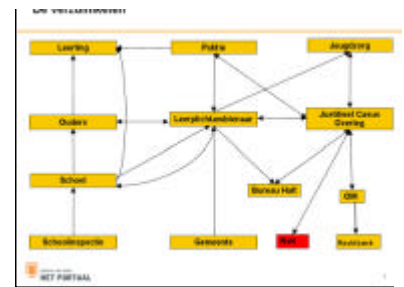 De verzuimketen
Leerling
Politie
Jeugdzorg
Ouders
Leerplichtambtenaar
Justitieel Casus
Overleg
School
Bureau Halt
OM
Schoolinspectie
Gemeente
Rechtbank
HET PORTAAL